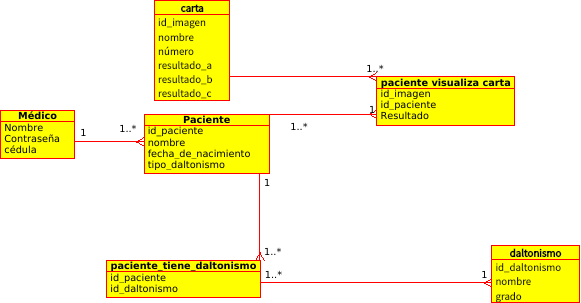 carta
id_imagen
nombre
número
resultado_a
resultado_b
resultado_c
1..*
paciente visualiza carta
id_imagen
id_paciente
Resultado
1
1..*
Médico
Nombre
Contraseña
cédula
1
1..*
Paciente
id_paciente
nombre
fecha_de_nacimiento
tipo_daltonismo
1
1..*
paciente_tiene_daltonismo
id_paciente
id_daltonismo
1..*
1
daltonismo
id_daltonismo
nombre
grado